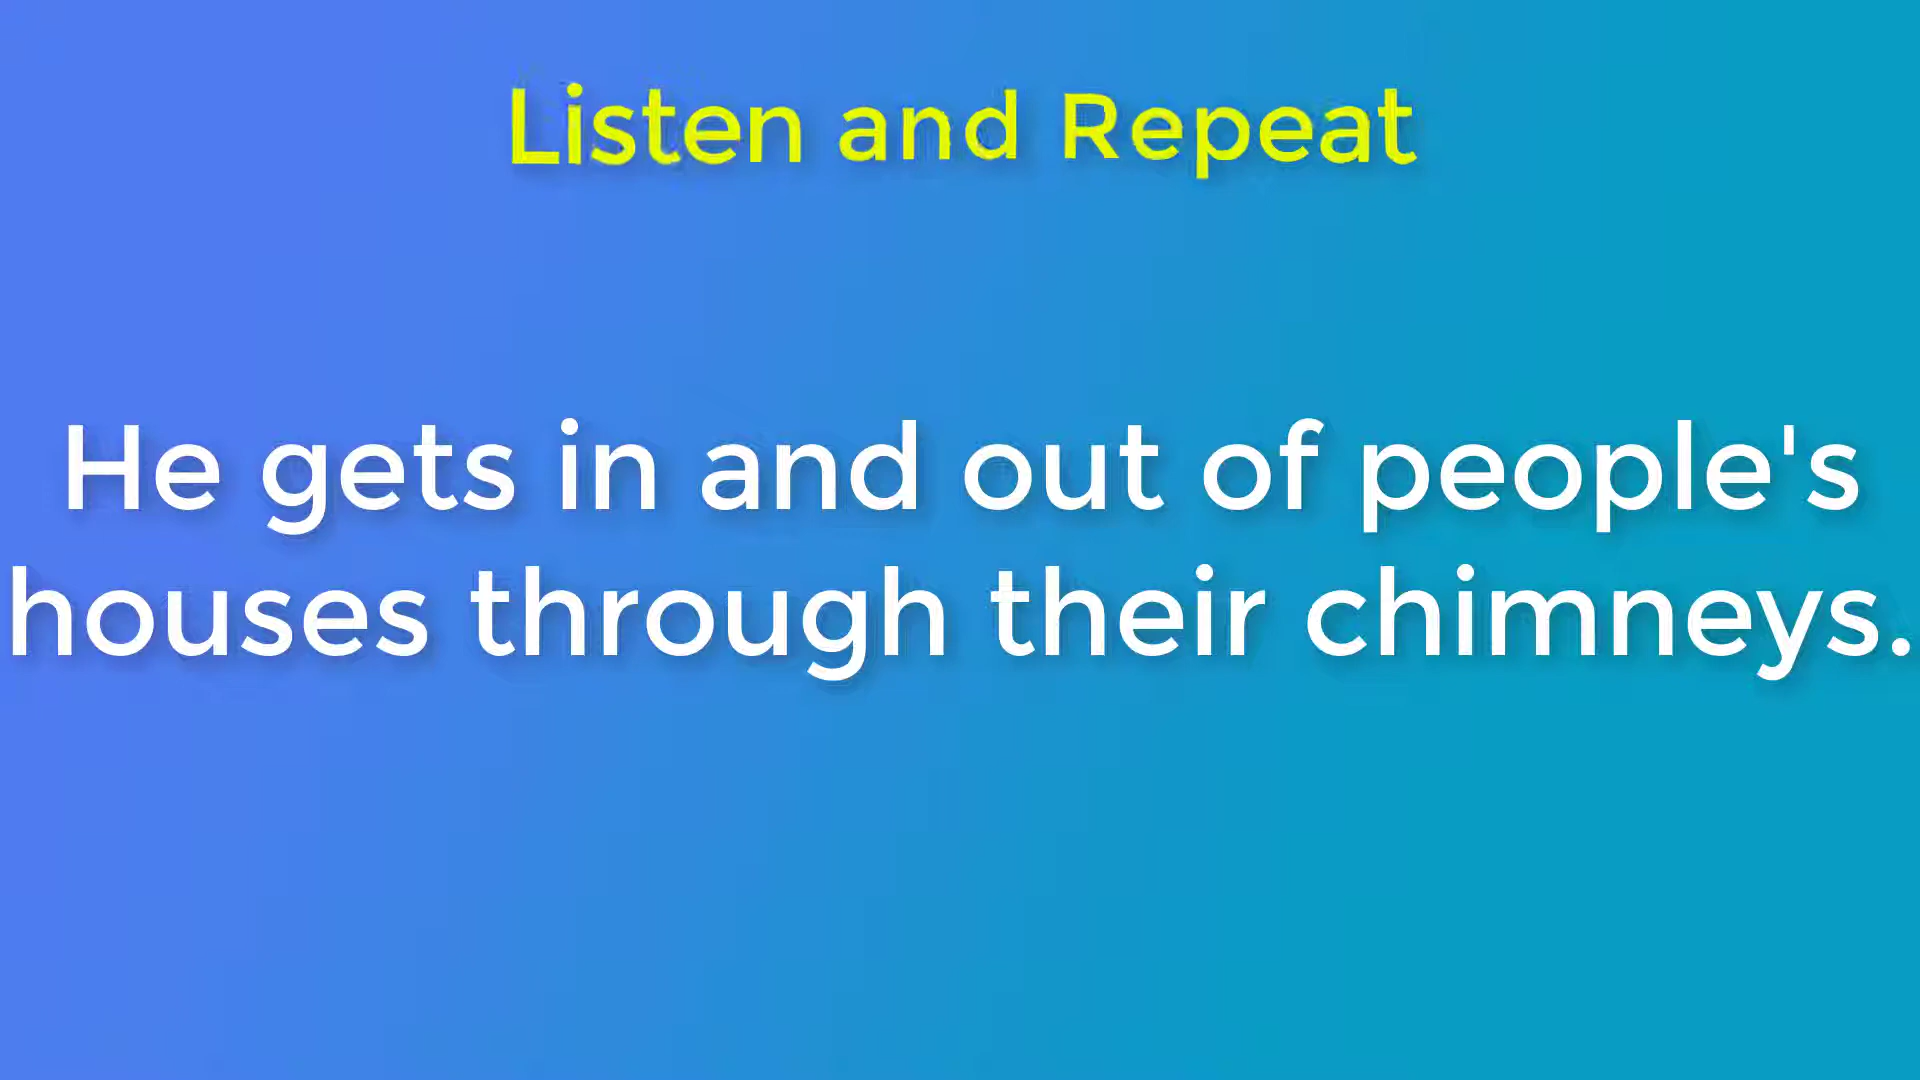 Listen and Repeat
He gets in and out of people's
houses through their chimneys.